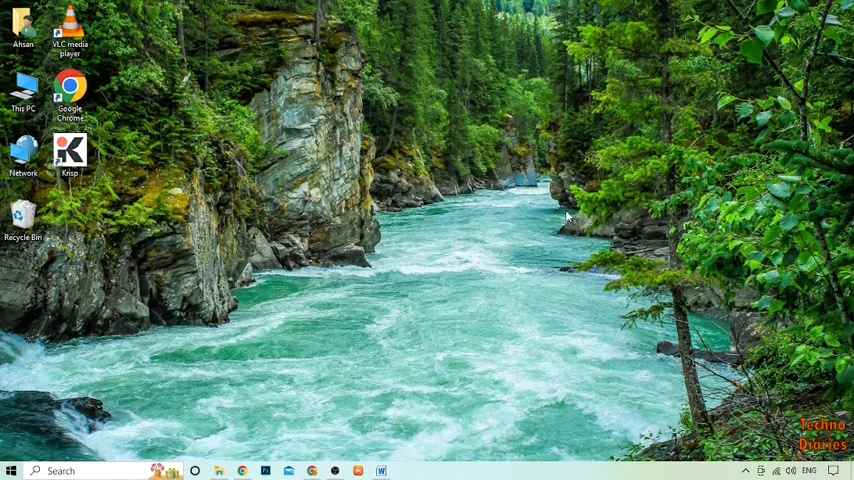 Ahsan
VLC media
player
This PC
Google
Chrome
Network
Krisp
Recycle Bin
Techno
Diaries
Search
ENG